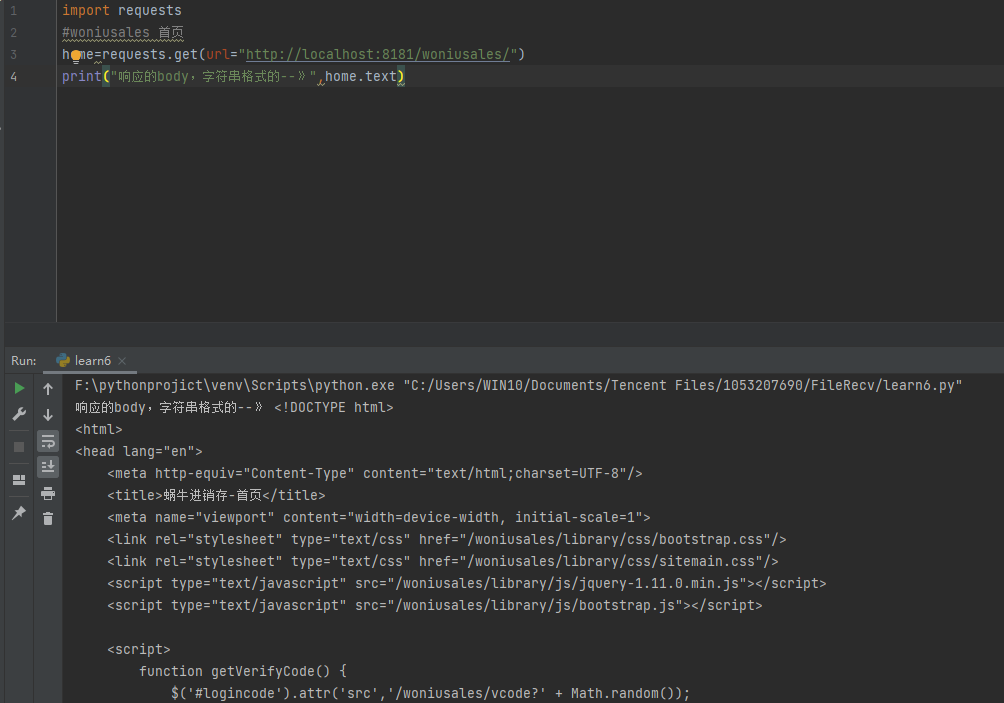 1 import requests
2 #woniusales 首页
3 home=requests.get(url="http://localhost:8181/woniusales/")
4 print("响应的body，字符串格式的--》",home.text)
Run: learn6
F:\pythonprojict\venv\Scripts\python.exe "C:/Users/WIN10/Documents/Tencent Files/1053207690/FileRecv/learn6.py"
响应的body，字符串格式的--》 <!DOCTYPE html>
<html>
<head lang="en">
    <meta http-equiv="Content-Type" content="text/html;charset=UTF-8"/>
    <title>蜗牛进销存-首页</title>
    <meta name="viewport" content="width=device-width, initial-scale=1">
    <link rel="stylesheet" type="text/css" href="/woniusales/library/css/bootstrap.css"/>
    <link rel="stylesheet" type="text/css" href="/woniusales/library/css/sitemain.css"/>
    <script type="text/javascript" src="/woniusales/library/js/jquery-1.11.0.min.js"></script>
    <script type="text/javascript" src="/woniusales/library/js/bootstrap.js"></script>
    <script>
        function getVerifyCode() {
            $('#logincode').attr('src','/woniusales/vcode?' + Math.random());